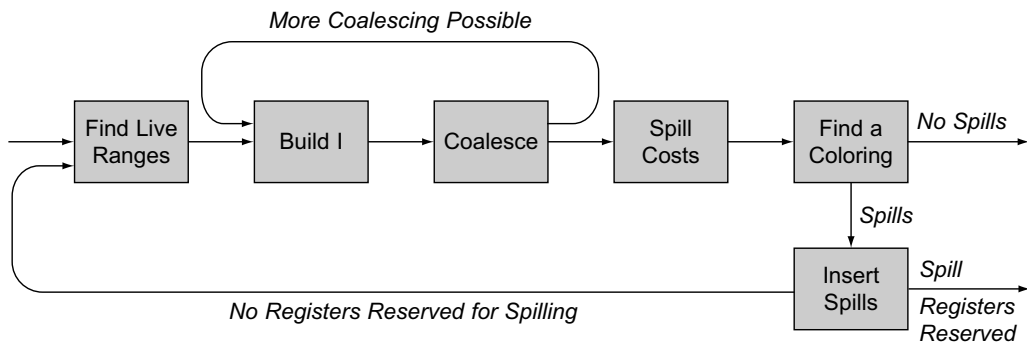 More Coalescing Possible
Find Live
Ranges
Build I
Coalesce
Spill
Costs
Find a
Coloring
No Spills
Spills
Insert
Spills
Spill
Registers
Reserved
No Registers Reserved for Spilling